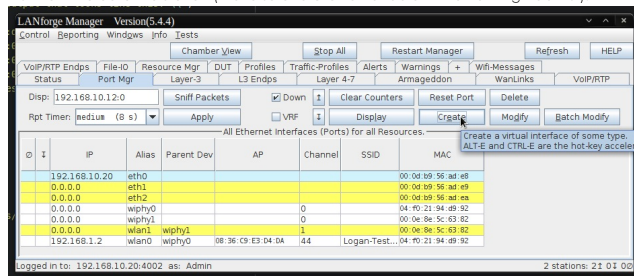 LANforge Manager Version(5.4.4)
Control Reporting Windows Info Tests
Chamber View Stop All Restart Manager Refresh HELP
VoIP/RTP Endps File-IO Resource Mgr DUT Profiles Traffic-Profiles Alerts Warnings + Wifi-Messages
Status Port Mgr Layer-3 L3 Endps Layer 4-7 Armageddon WanLinks VoIP/RTP
Disp: 192.168.10.12:0 Sniff Packets Down Clear Counters Reset Port Delete
Rpt Timer: medium (8 s) Apply VRF Display Create Modify Batch Modify
All Ethernet Interfaces (Ports) for all Resources.
Create a virtual interface of some type.
ALT-E and CTRL-E are the hot-key accele
IP Alias Parent Dev AP Channel SSID MAC
192.168.10.20 eth0 00:0d:b9:56:ad:e8
0.0.0.0 eth1 00:0d:b9:56:ad:e9
0.0.0.0 eth2 00:0d:b9:56:ad:ea
0.0.0.0 wiphy0 0 04:f0:21:94:d9:92
0.0.0.0 wiphy1 0 00:0e:8e:5c:63:82
0.0.0.0 wlan1 wiphy1 1 00:0e:8e:5c:63:82
192.168.1.2 wlan0 wiphy0 08:36:C9:E3:D4:DA 44 Logan-Test... 04:f0:21:94:d9:92
Logged in to: 192.168.10.20:4002 as: Admin 2 stations: 2↑ 0↧ 0∅